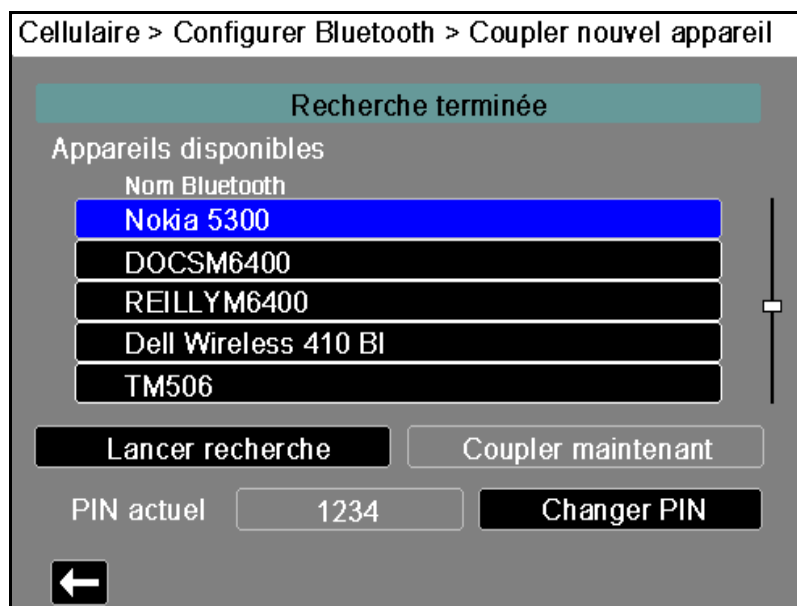 Cellulaire > Configurer Bluetooth > Coupler nouvel appareil
Recherche terminée
Appareils disponibles
Nom Bluetooth
Nokia 5300
DOCSM6400
REILLYM6400
Dell Wireless 410 Bl
TM506
Lancer recherche Coupler maintenant
PIN actuel 1234 Changer PIN